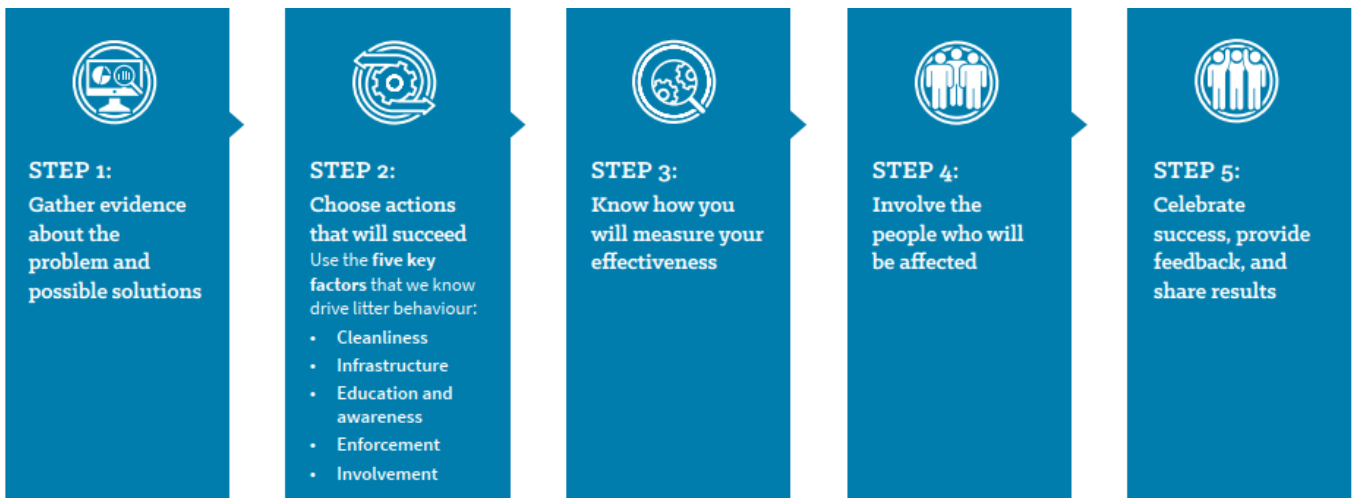 STEP 1:
Gather evidence
about the
problem and
possible solutions
STEP 2:
Choose actions
that will succeed
Use the five key
factors that we know
drive litter behaviour:
• Cleanliness
• Infrastructure
• Education and
awareness
• Enforcement
• Involvement
STEP 3:
Know how you
will measure your
effectiveness
STEP 4:
Involve the
people who will
be affected
STEP 5:
Celebrate
success, provide
feedback, and
share results